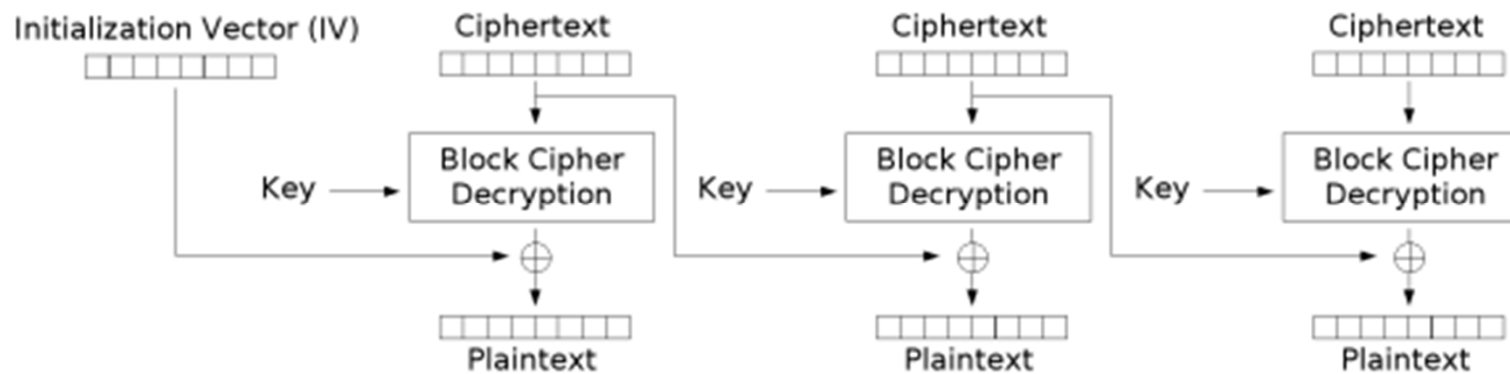 Initialization Vector (IV)
Ciphertext
Ciphertext
Ciphertext
Key
Block Cipher
Decryption
Key
Block Cipher
Decryption
Key
Block Cipher
Decryption
Plaintext
Plaintext
Plaintext